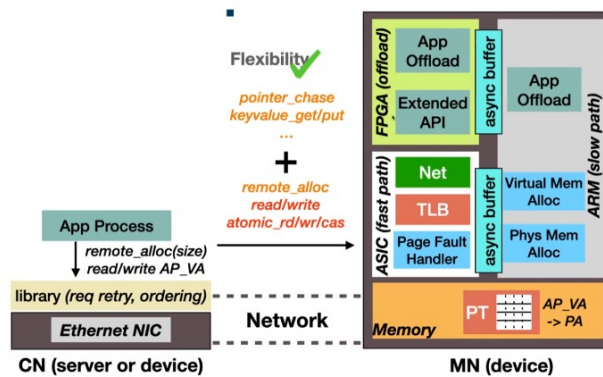 Flexibility
pointer_chase
keyvalue_get/put
...
+
remote_alloc
read/write
atomic_rd/wr/cas
App Process
remote_alloc(size)
read/write AP_VA
library (req retry, ordering)
Ethernet NIC
CN (server or device)
Network
FPGA (offload)
App
Offload
Extended
API
async buffer
App
Offload
ARM (slow path)
ASIC (fast path)
Net
TLB
Page Fault
Handler
async buffer
Virtual Mem
Alloc
Phys Mem
Alloc
Memory
PT
AP_VA
-> PA
MN (device)